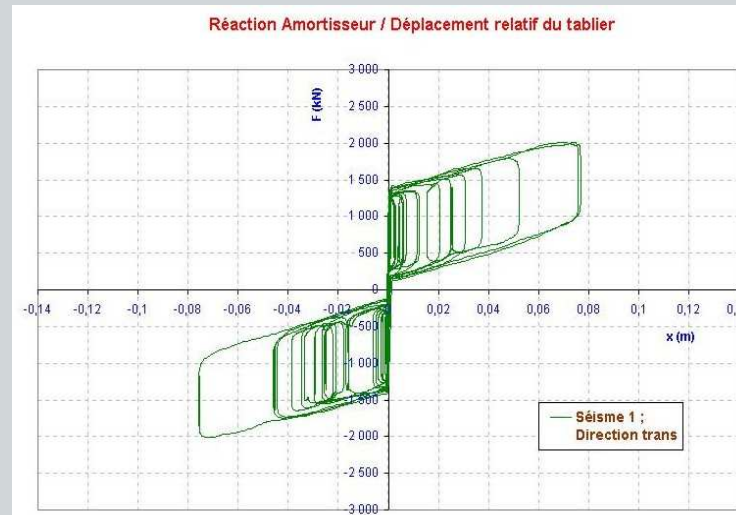 Réaction Amortisseur / Déplacement relatif du tablier
F (kN)
3 000
2 500
2 000
1 500
1 000
500
0
-0,14 -0,12 -0,1 -0,08 -0,06 -0,04 -0,02 0,00 0,02 0,04 0,06 0,08 0,1 0,12
x (m)
-500
-1 000
-1 500
-2 000
-2 500
-3 000
Séisme 1 ;
Direction trans